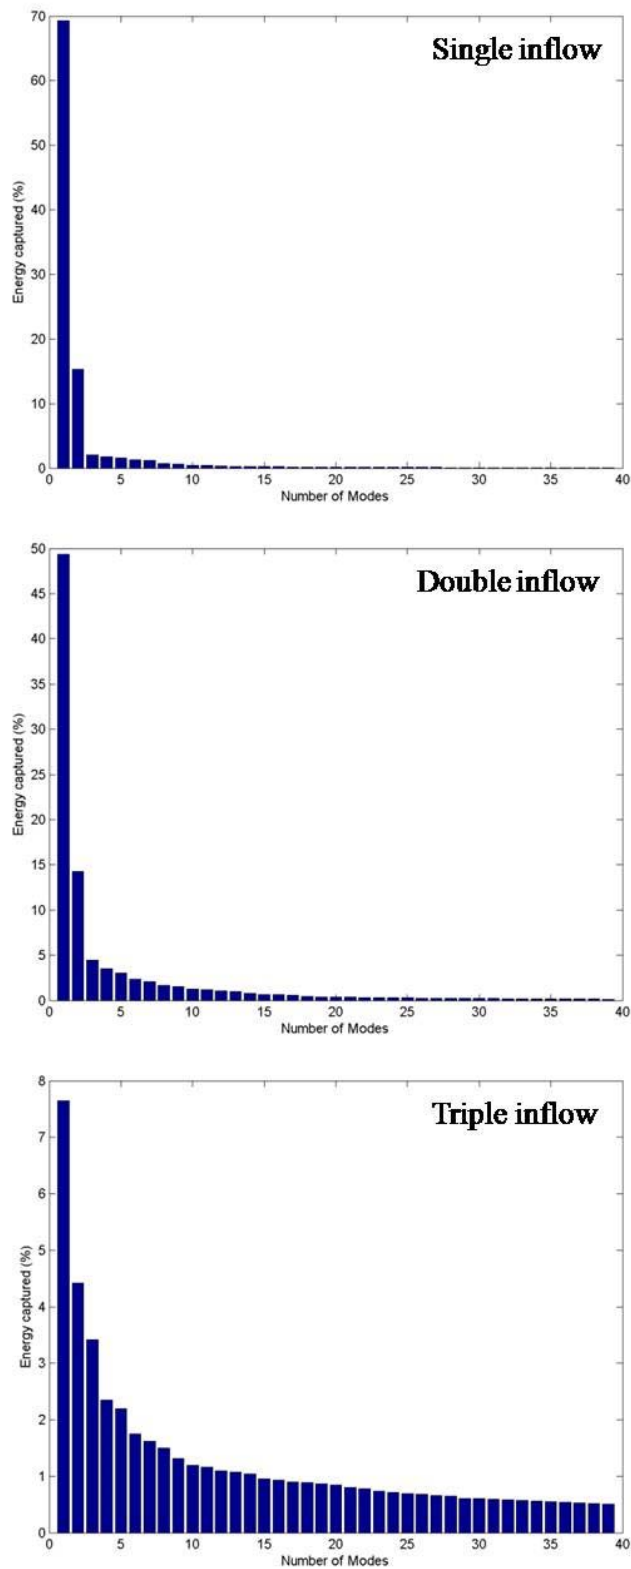 Single inflow
70
60
50
40
30
20
10
0
Energy captured (%)
0 5 10 15 20 25 30 35 40
Number of Modes
Double inflow
50
45
40
35
30
25
20
15
10
5
0
Energy captured (%)
0 5 10 15 20 25 30 35 40
Number of Modes
Triple inflow
8
7
6
5
4
3
2
1
0
Energy captured (%)
0 5 10 15 20 25 30 35 40
Number of Modes